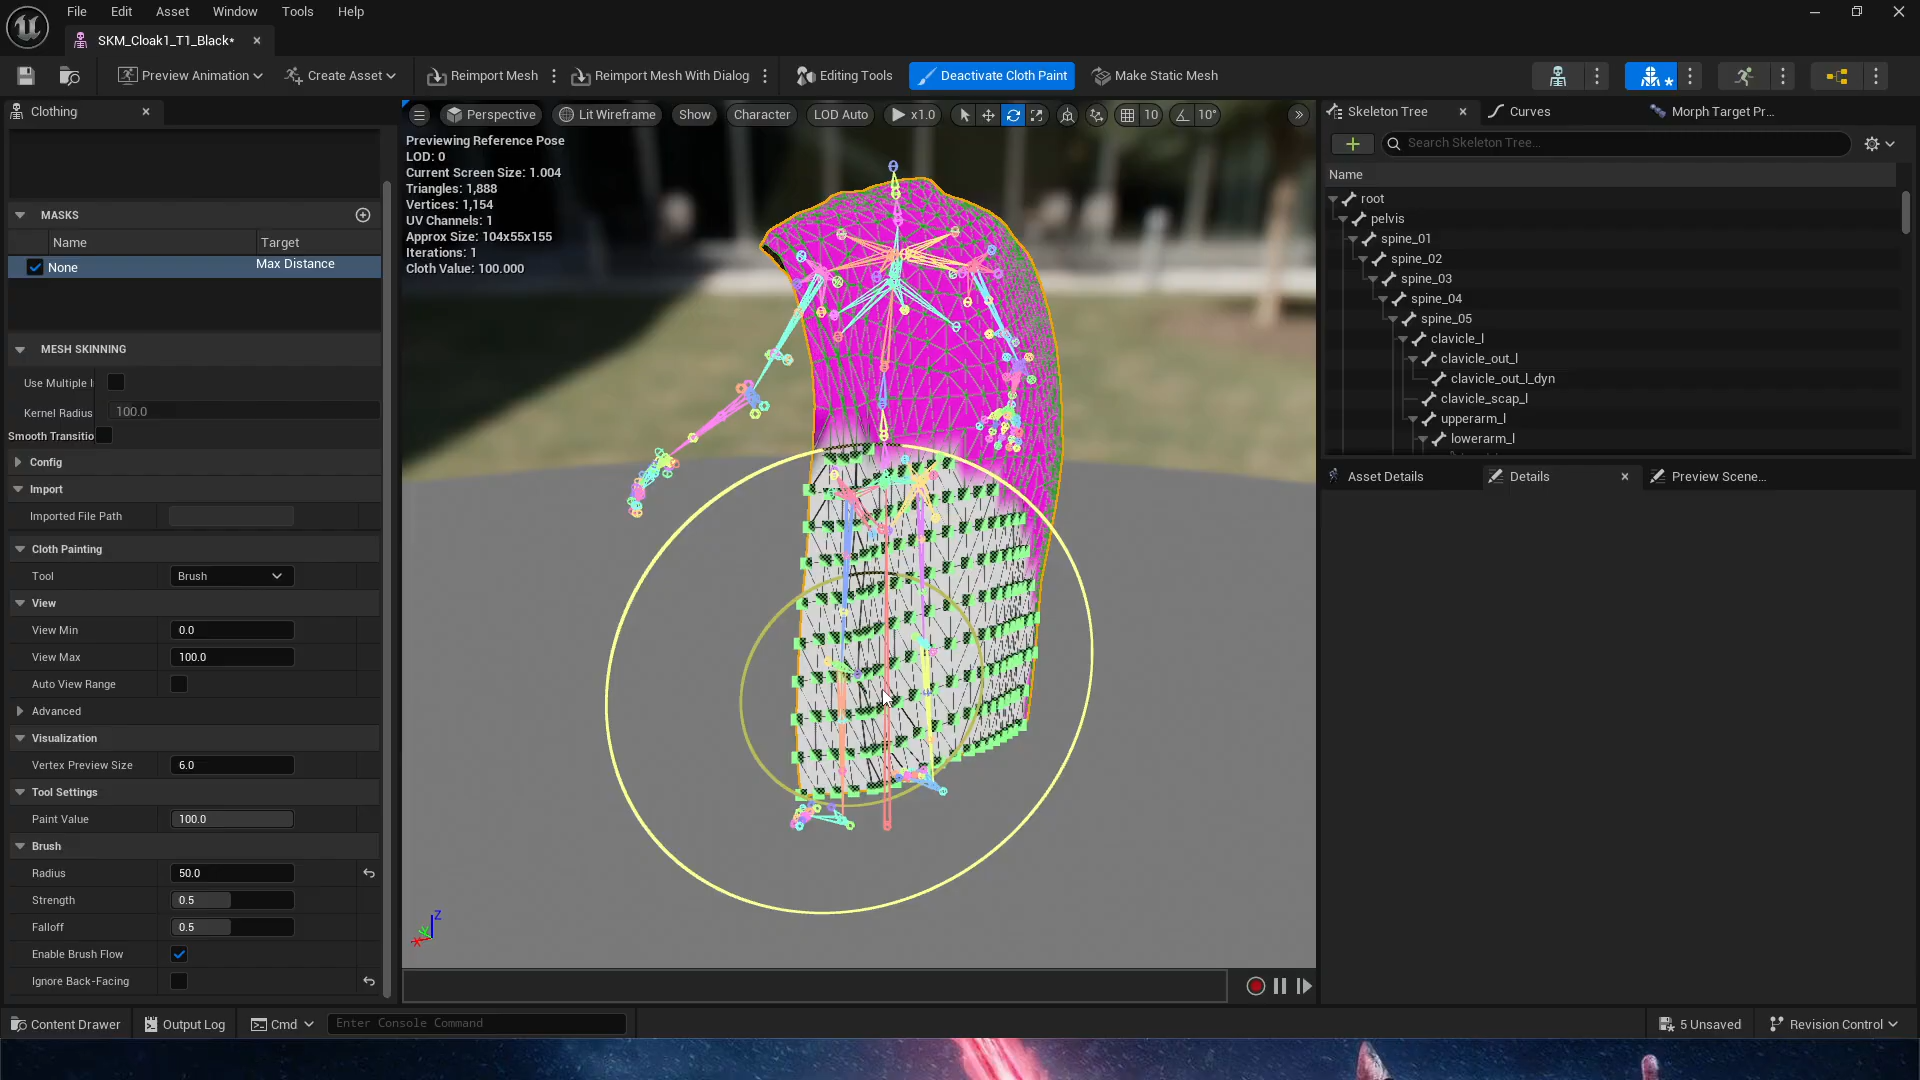 File Edit Asset Window Tools Help
SKM_Cloak1_T1_Black*
Preview Animation Create Asset Reimport Mesh Reimport Mesh With Dialog Editing Tools Deactivate Cloth Paint Make Static Mesh
Clothing
MASKS
Name Target
None Max Distance
MESH SKINNING
Use Multiple I
Kernel Radius 100.0
Smooth Transitio
Config
Import
Imported File Path
Cloth Painting
Tool Brush
View
View Min 0.0
View Max 100.0
Auto View Range
Advanced
Visualization
Vertex Preview Size 6.0
Tool Settings
Paint Value 100.0
Brush
Radius 50.0
Strength 0.5
Falloff 0.5
Enable Brush Flow
Ignore Back-Facing
Perspective Lit Wireframe Show Character LOD Auto x1.0 10 10°
Previewing Reference Pose
LOD: 0
Current Screen Size: 1.004
Triangles: 1,888
Vertices: 1,154
UV Channels: 1
Approx Size: 104x55x155
Iterations: 1
Cloth Value: 100.000
Z
X
Y
Skeleton Tree Curves Morph Target Pr...
Search Skeleton Tree...
Name
root
pelvis
spine_01
spine_02
spine_03
spine_04
spine_05
clavicle_l
clavicle_out_l
clavicle_out_l_dyn
clavicle_scap_l
upperarm_l
lowerarm_l
Asset Details Details Preview Scene...
Content Drawer Output Log Cmd Enter Console Command 5 Unsaved Revision Control